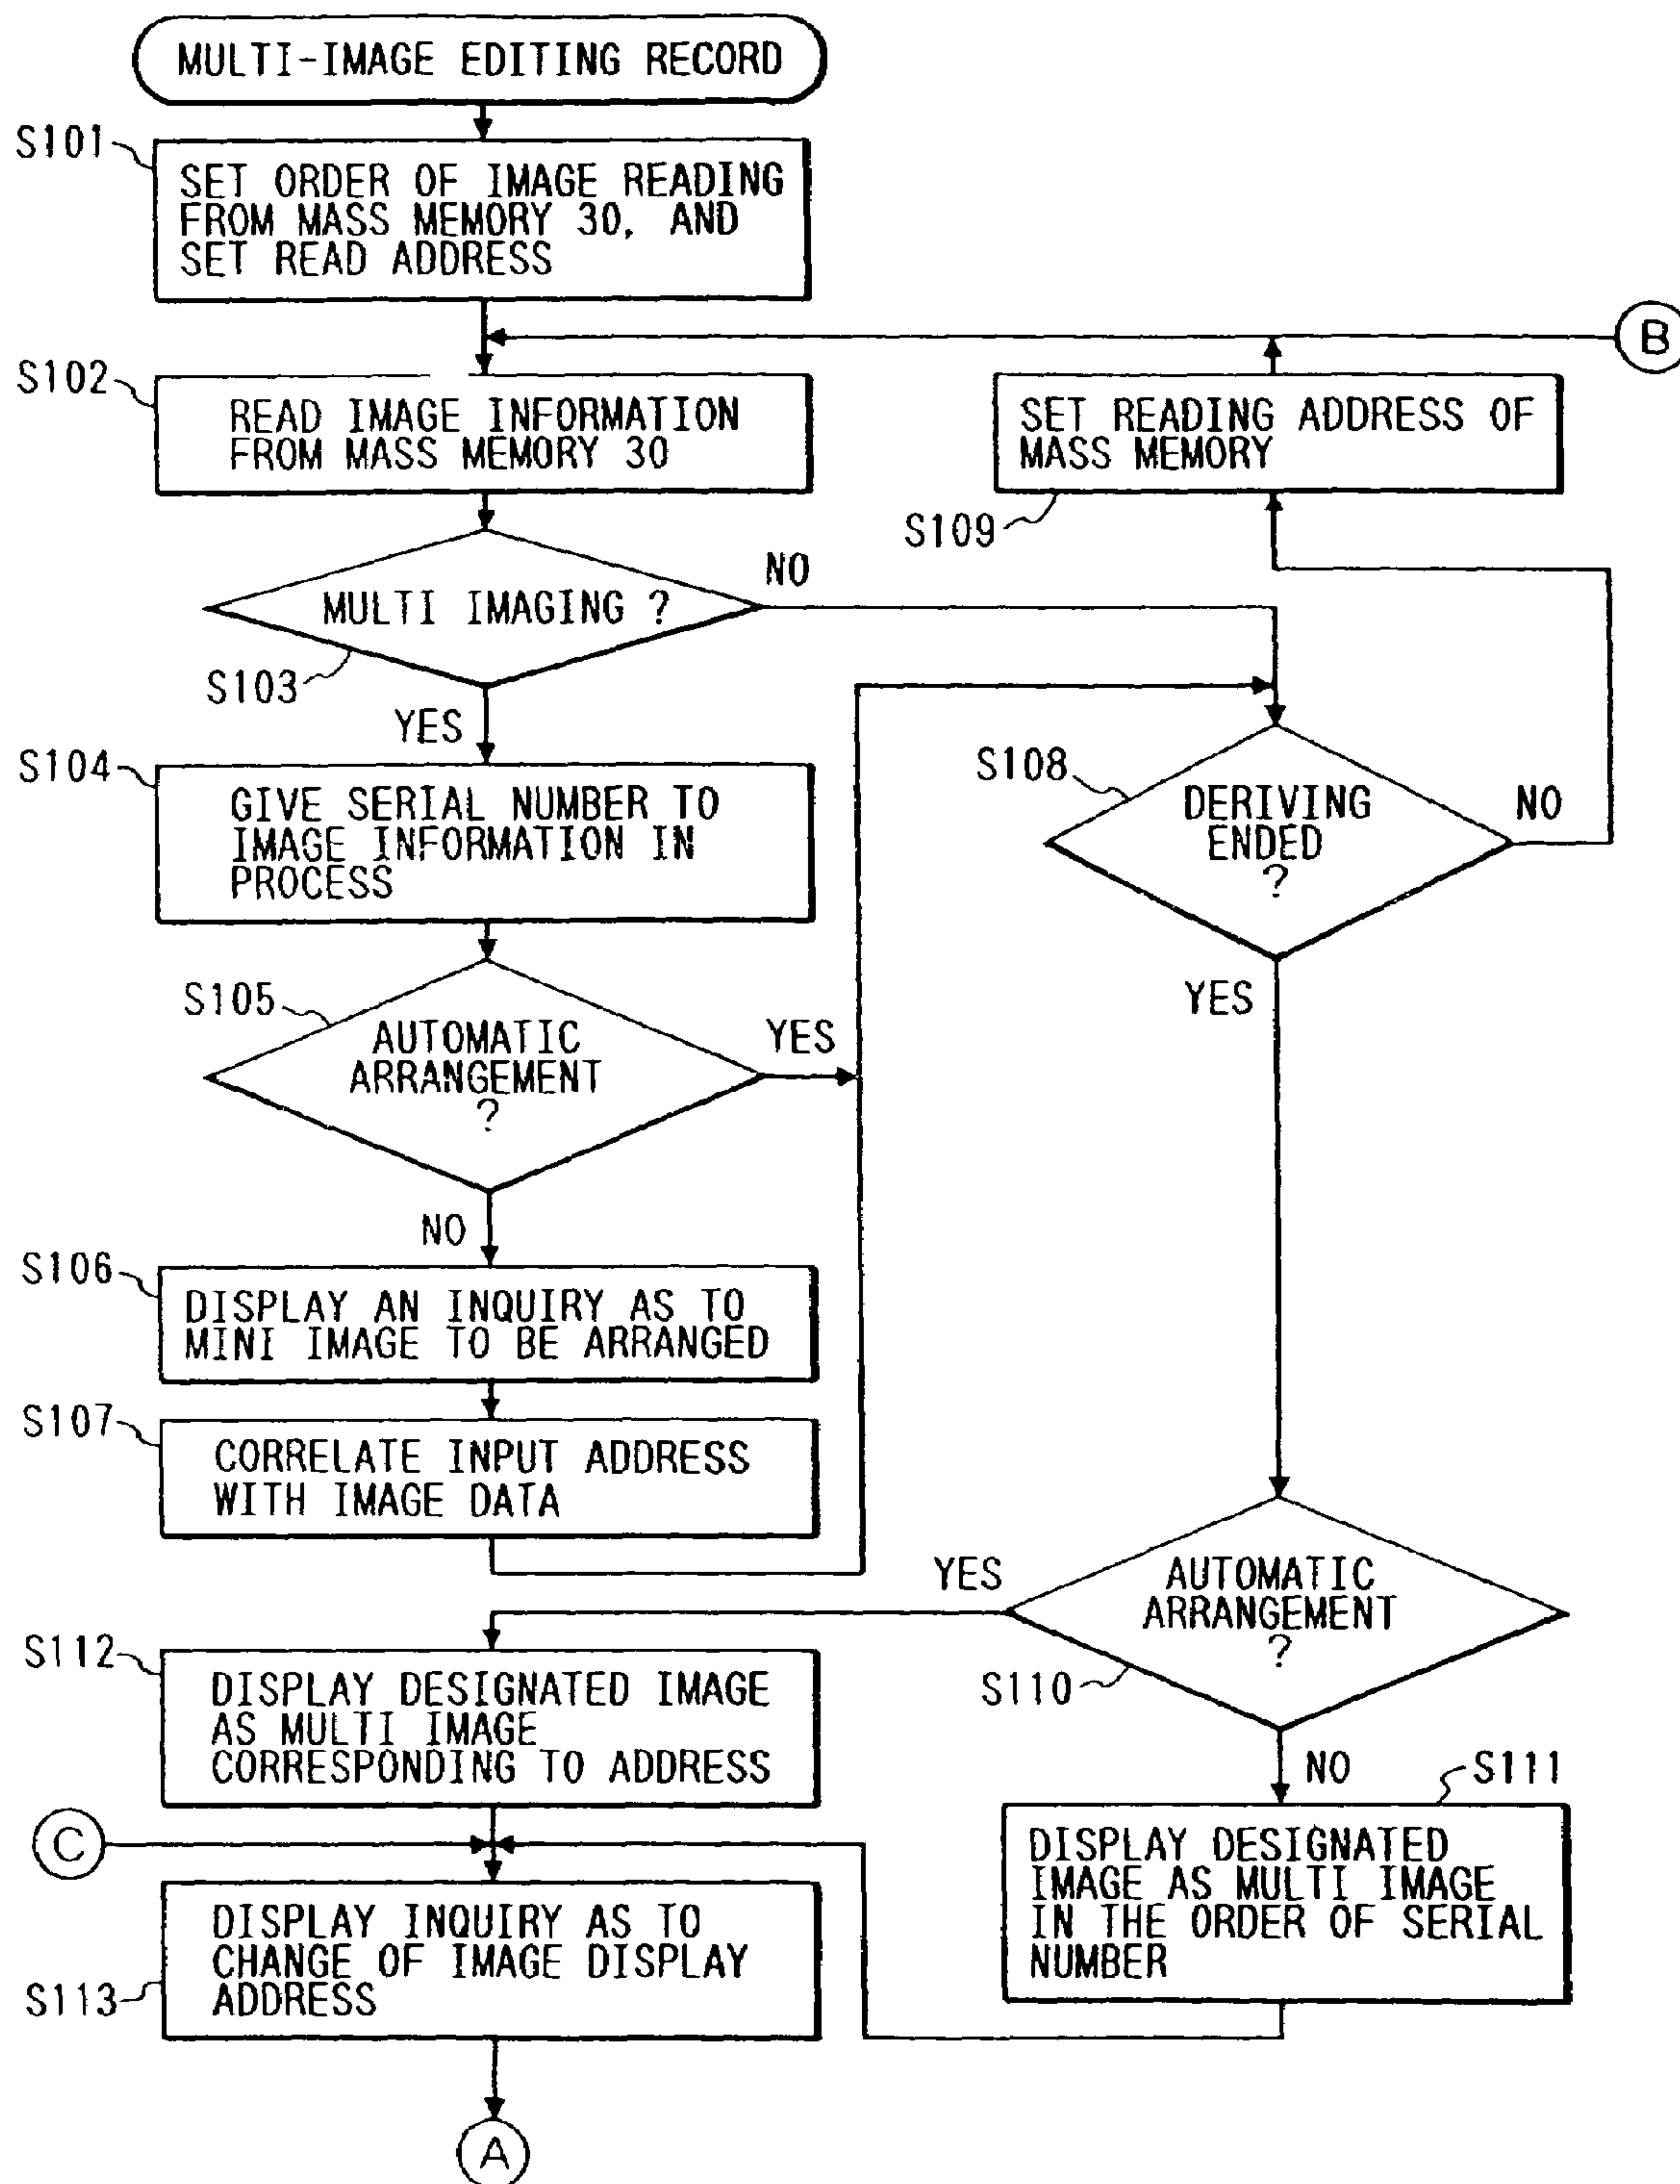 MULTI-IMAGE EDITING RECORD
S101
SET ORDER OF IMAGE READING
FROM MASS MEMORY 30, AND
SET READ ADDRESS
B
S102
READ IMAGE INFORMATION
FROM MASS MEMORY 30
SET READING ADDRESS OF
MASS MEMORY
S109
MULTI IMAGING ?
NO
S103
YES
S104
GIVE SERIAL NUMBER TO
IMAGE INFORMATION IN
PROCESS
S108
DERIVING
ENDED
?
NO
YES
S105
AUTOMATIC
ARRANGEMENT
?
YES
NO
S106
DISPLAY AN INQUIRY AS TO
MINI IMAGE TO BE ARRANGED
S107
CORRELATE INPUT ADDRESS
WITH IMAGE DATA
YES
AUTOMATIC
ARRANGEMENT
?
S110
NO
S112
DISPLAY DESIGNATED IMAGE
AS MULTI IMAGE
CORRESPONDING TO ADDRESS
S111
DISPLAY DESIGNATED
IMAGE AS MULTI IMAGE
IN THE ORDER OF SERIAL
NUMBER
C
DISPLAY INQUIRY AS TO
CHANGE OF IMAGE DISPLAY
ADDRESS
S113
A